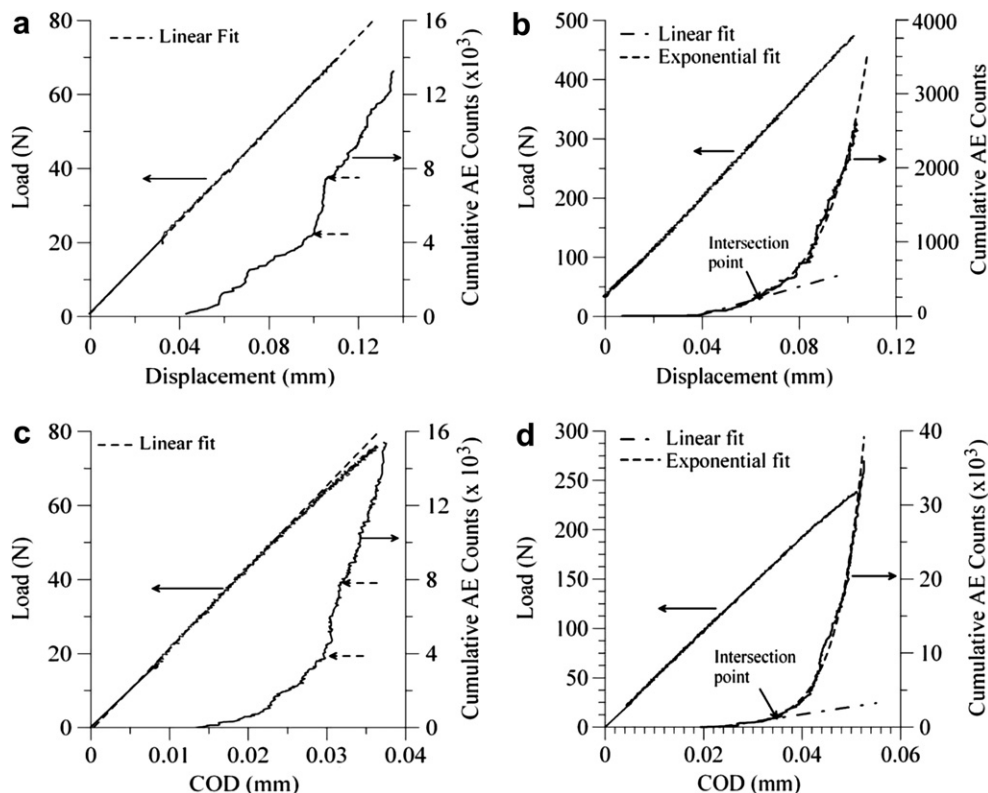 a
Linear Fit
80
60
40
20
0
Load (N)
16
12
8
4
0
Cumulative AE Counts (x10³)
0
0.04
0.08
0.12
Displacement (mm)
b
Linear fit
Exponential fit
500
400
300
200
100
0
Load (N)
4000
3000
2000
1000
0
Cumulative AE Counts
Intersection
point
0
0.04
0.08
0.12
Displacement (mm)
c
Linear fit
80
60
40
20
0
Load (N)
16
12
8
4
0
Cumulative AE Counts (x 10³)
0
0.01
0.02
0.03
0.04
COD (mm)
d
Linear fit
Exponential fit
300
250
200
150
100
50
0
Load (N)
40
30
20
10
0
Cumulative AE Counts (x10³)
Intersection
point
0
0.02
0.04
0.06
COD (mm)